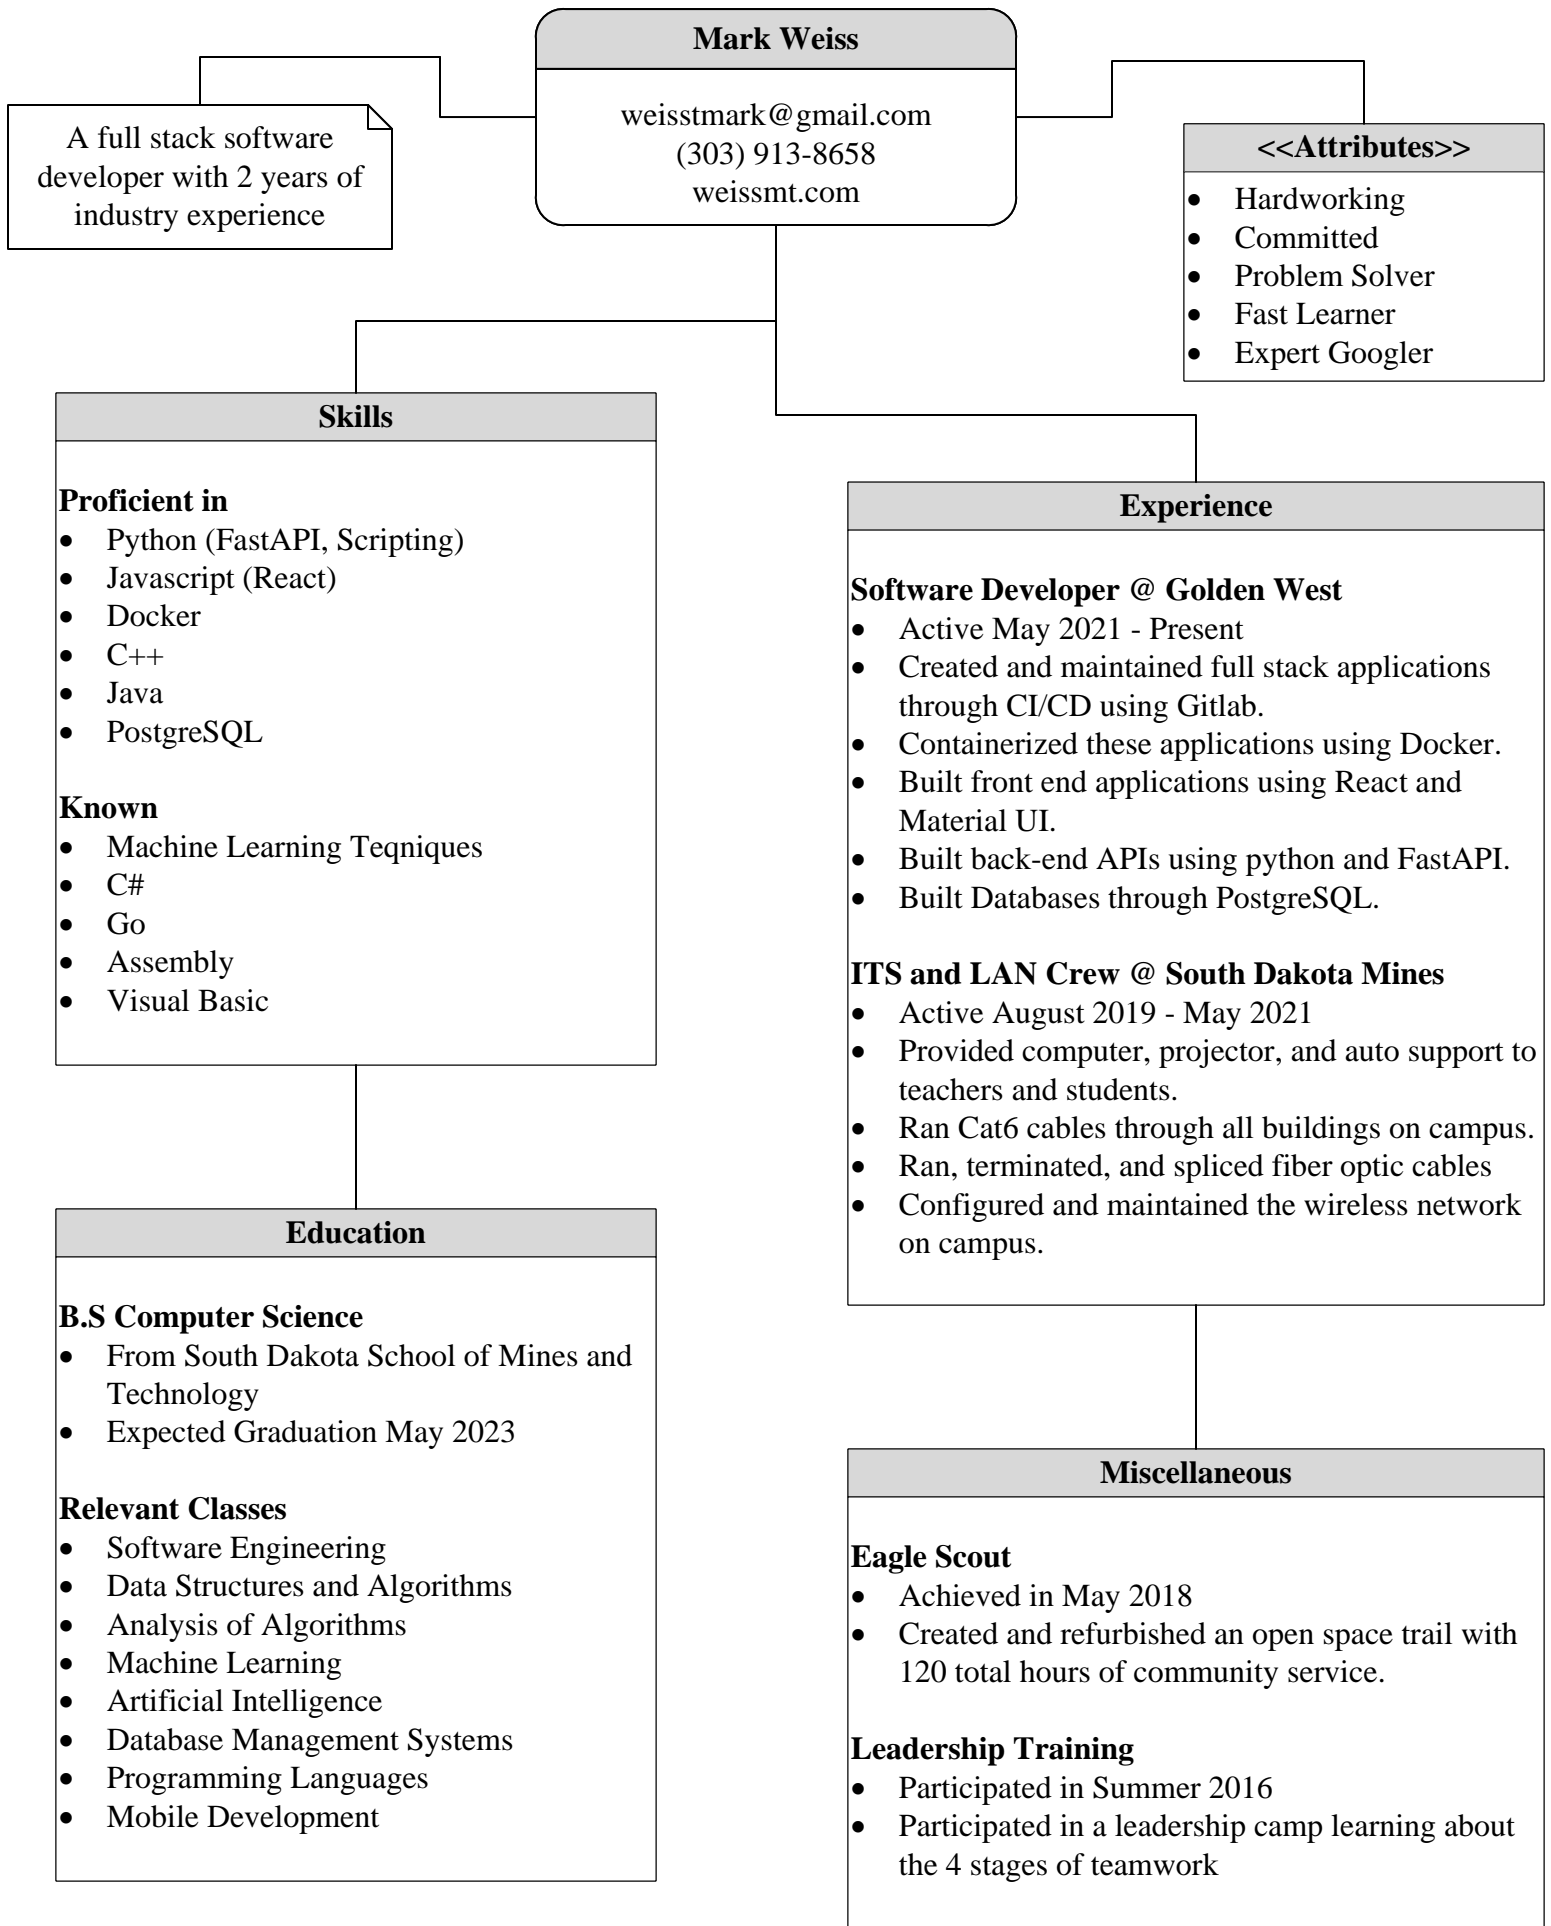 Mark Weiss
weisstmark@gmail.com
(303) 913-8658
weissmt.com
A full stack software
developer with 2 years of
industry experience
<<Attributes>>
• Hardworking
• Committed
• Problem Solver
• Fast Learner
• Expert Googler
Skills
Proficient in
• Python (FastAPI, Scripting)
• Javascript (React)
• Docker
• C++
• Java
• PostgreSQL
Known
• Machine Learning Teqniques
• C#
• Go
• Assembly
• Visual Basic
Experience
Software Developer @ Golden West
• Active May 2021 - Present
• Created and maintained full stack applications
through CI/CD using Gitlab.
• Containerized these applications using Docker.
• Built front end applications using React and
Material UI.
• Built back-end APIs using python and FastAPI.
• Built Databases through PostgreSQL.
ITS and LAN Crew @ South Dakota Mines
• Active August 2019 - May 2021
• Provided computer, projector, and auto support to
teachers and students.
• Ran Cat6 cables through all buildings on campus.
• Ran, terminated, and spliced fiber optic cables
• Configured and maintained the wireless network
on campus.
Education
B.S Computer Science
• From South Dakota School of Mines and
Technology
• Expected Graduation May 2023
Relevant Classes
• Software Engineering
• Data Structures and Algorithms
• Analysis of Algorithms
• Machine Learning
• Artificial Intelligence
• Database Management Systems
• Programming Languages
• Mobile Development
Miscellaneous
Eagle Scout
• Achieved in May 2018
• Created and refurbished an open space trail with
120 total hours of community service.
Leadership Training
• Participated in Summer 2016
• Participated in a leadership camp learning about
the 4 stages of teamwork